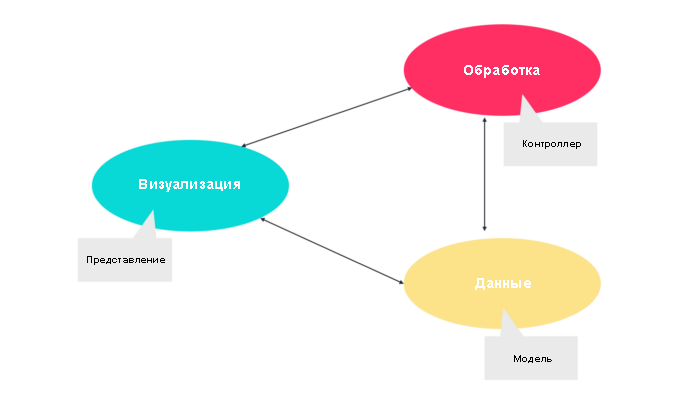 Обработка
Контроллер
Визуализация
Представление
Данные
Модель